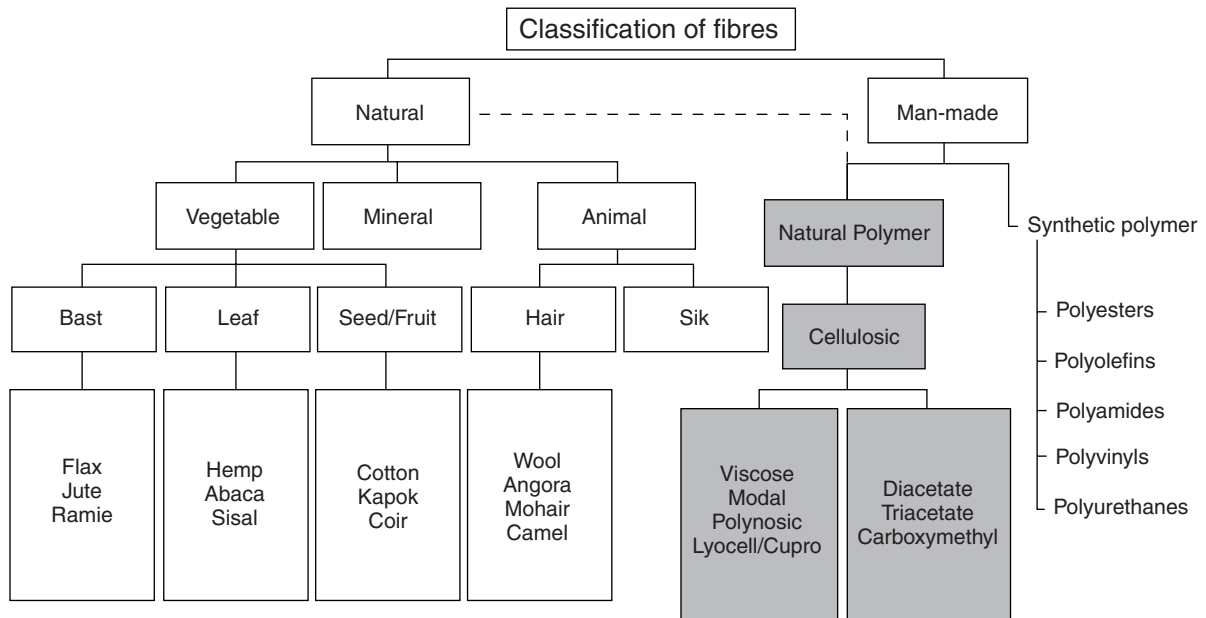 Classification of fibres
Natural
Man-made
Vegetable
Mineral
Animal
Natural Polymer
Synthetic polymer
Bast
Leaf
Seed/Fruit
Hair
Sik
Cellulosic
Polyesters
Polyolefins
Polyamides
Polyvinyls
Polyurethanes
Flax
Jute
Ramie
Hemp
Abaca
Sisal
Cotton
Kapok
Coir
Wool
Angora
Mohair
Camel
Viscose
Modal
Polynosic
Lyocell/Cupro
Diacetate
Triacetate
Carboxymethyl